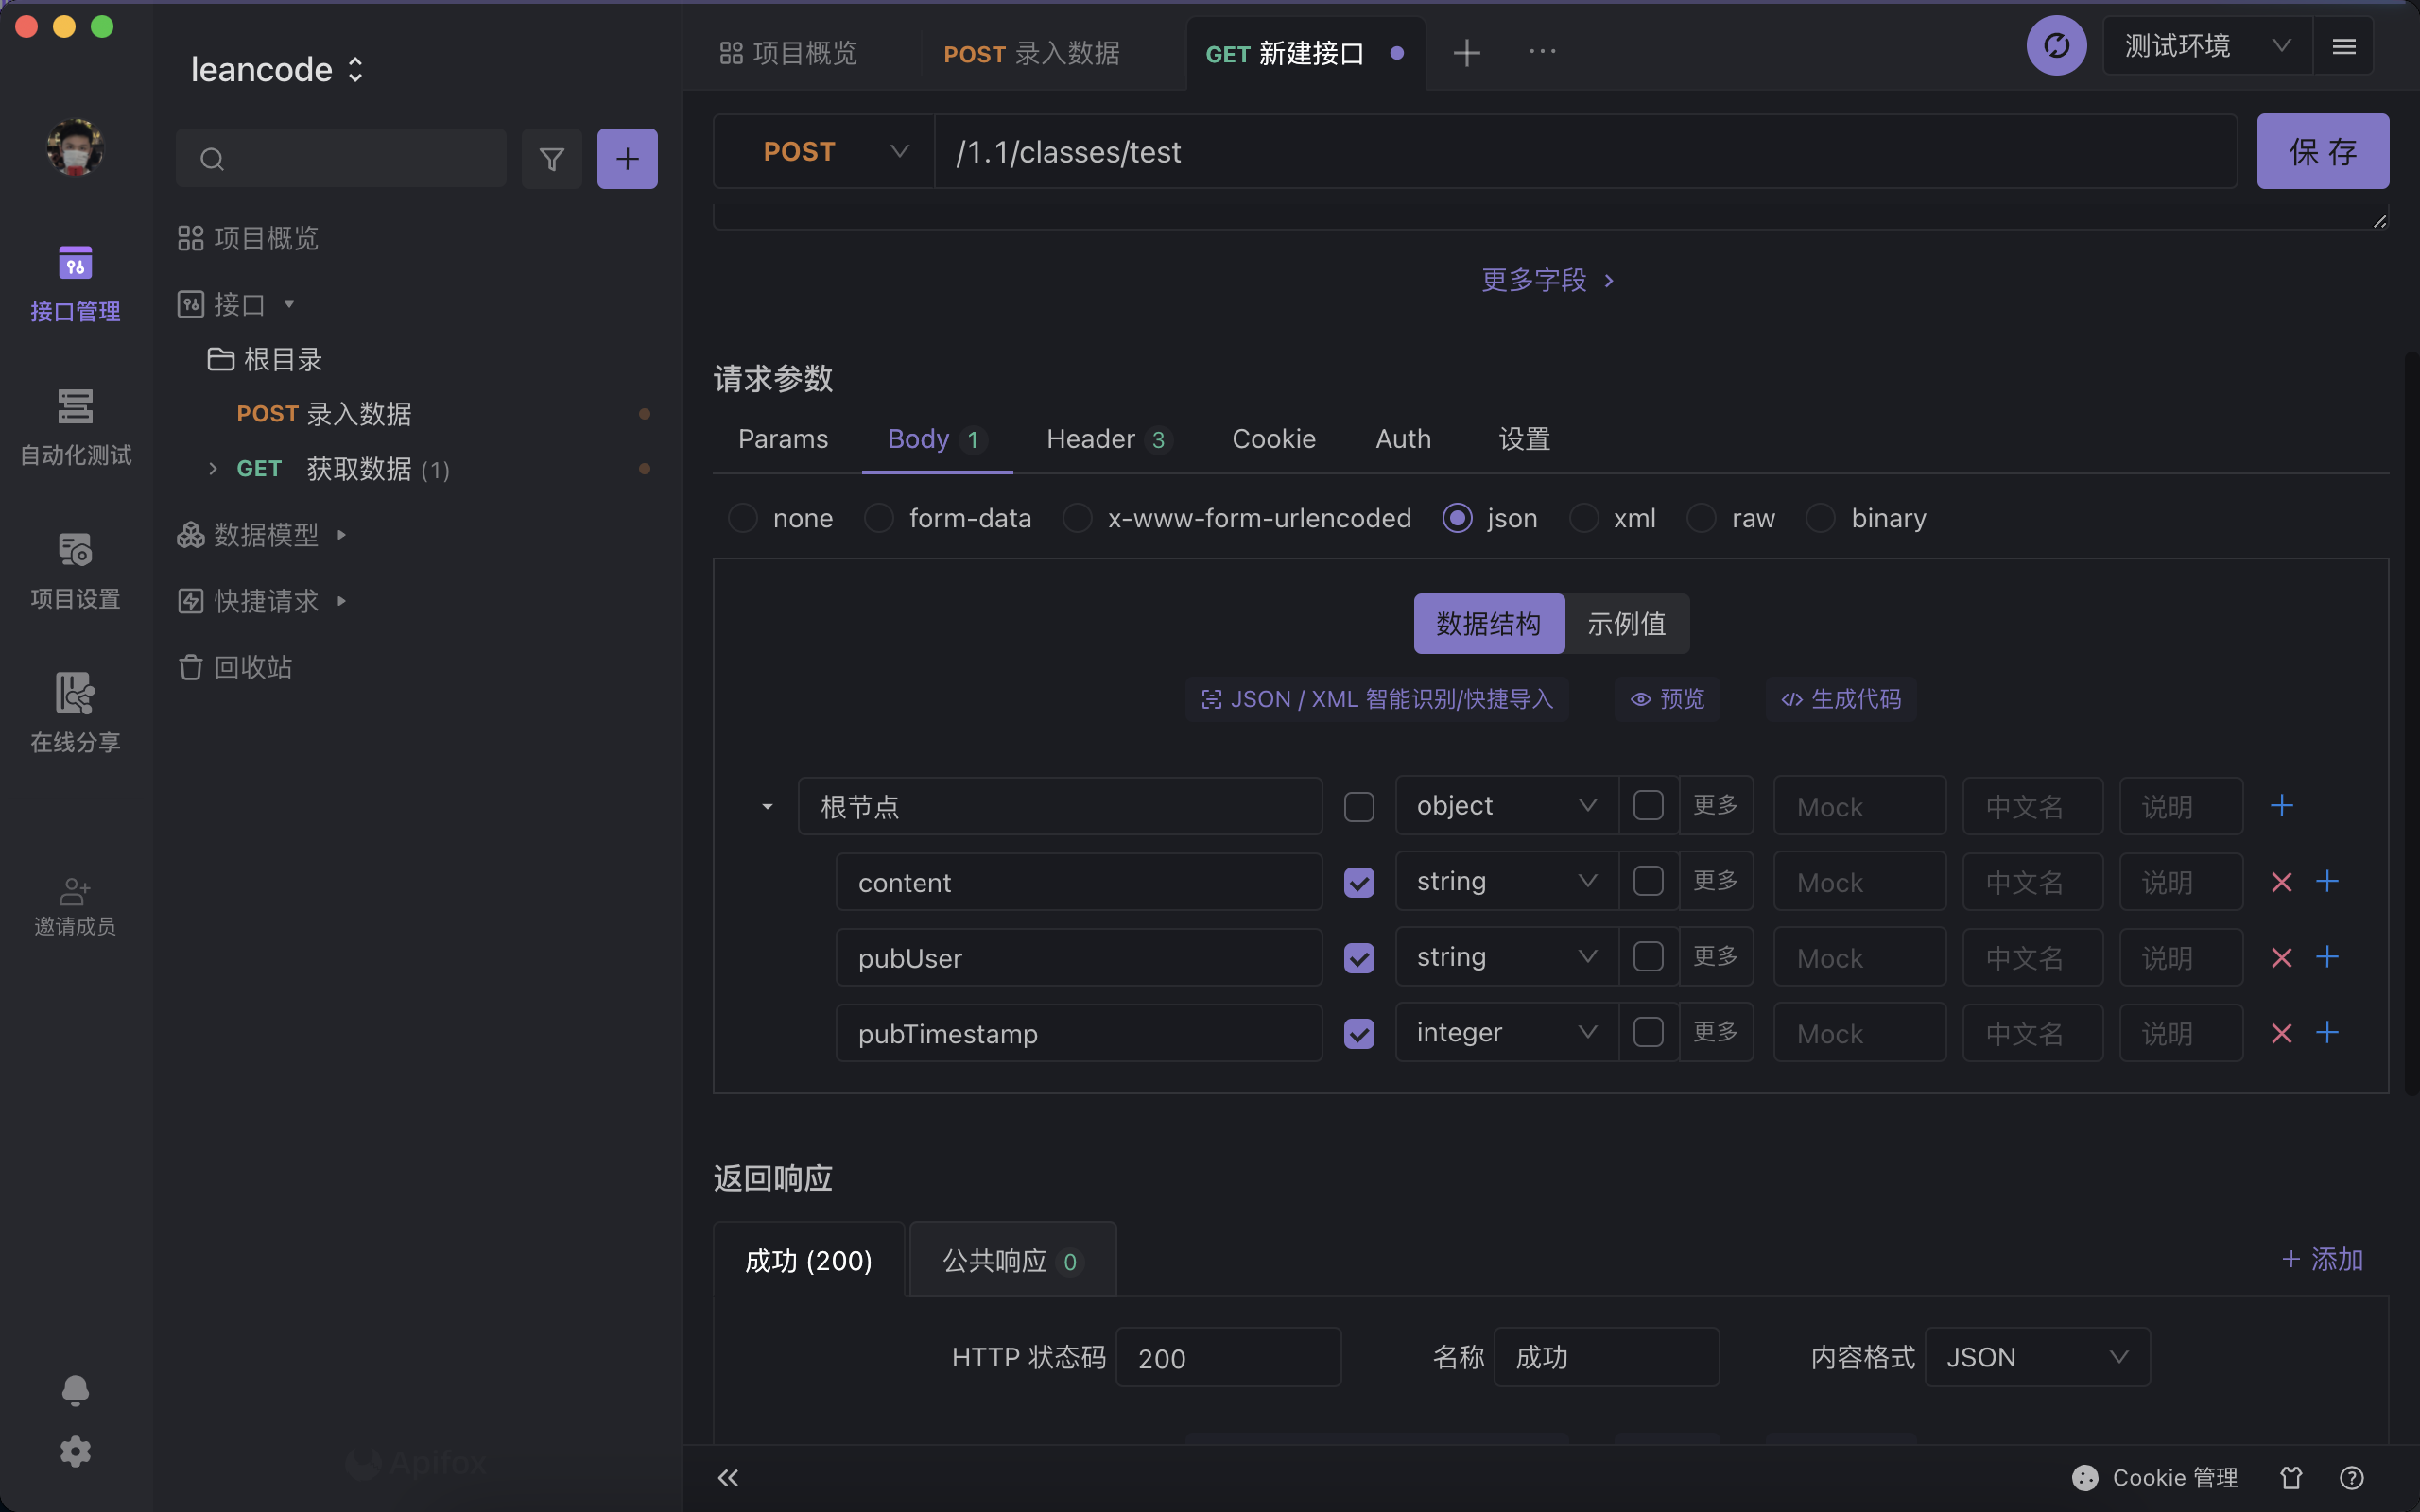 leancode
项目概览
POST 录入数据
GET 新建接口
测试环境
接口管理
自动化测试
项目设置
在线分享
邀请成员
项目概览
接口
根目录
POST 录入数据
GET 获取数据 (1)
数据模型
快捷请求
回收站
Apifox
POST /1.1/classes/test 保存
更多字段
请求参数
Params Body 1 Header 3 Cookie Auth 设置
none form-data x-www-form-urlencoded json xml raw binary
数据结构 示例值
JSON / XML 智能识别/快捷导入 预览 生成代码
根节点 object 更多 Mock 中文名 说明
content string 更多 Mock 中文名 说明
pubUser string 更多 Mock 中文名 说明
pubTimestamp integer 更多 Mock 中文名 说明
返回响应
成功 (200) 公共响应 0 添加
HTTP 状态码 200 名称 成功 内容格式 JSON
Cookie 管理